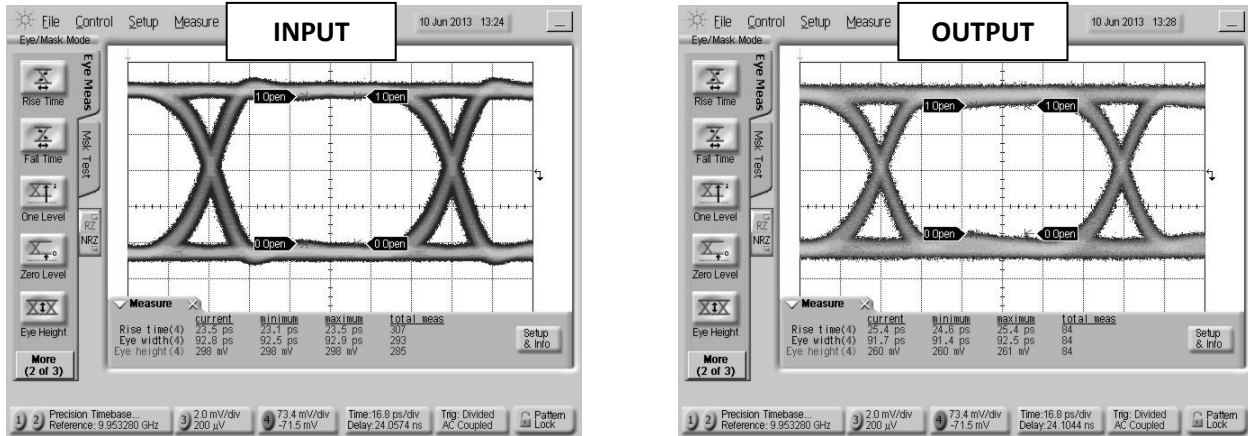 INPUT
File Control Setup Measure
10 Jun 2013 13:24
Eye/Mask Mode
Eye Meas
Msk Test
RZ
NRZ
Rise Time
Fall Time
One Level
Zero Level
Eye Height
More
(2 of 3)
1 Open
1 Open
0 Open
0 Open
Measure
current minimum maximum total meas
Rise time(4) 23.5 ps 23.1 ps 23.5 ps 307
Eye width(4) 92.8 ps 92.5 ps 92.9 ps 293
Eye height(4) 298 mV 298 mV 298 mV 285
Setup
& Info
1 2 Precision Timebase... 3 2.0 mV/div 4 73.4 mV/div Time:16.8 ps/div Trig: Divided Pattern
Reference: 9.953280 GHz 200 µV -71.5 mV Delay:24.0574 ns AC Coupled Lock
OUTPUT
File Control Setup Measure
10 Jun 2013 13:28
Eye/Mask Mode
Eye Meas
Msk Test
RZ
NRZ
Rise Time
Fall Time
One Level
Zero Level
Eye Height
More
(2 of 3)
1 Open
1 Open
0 Open
0 Open
Measure
current minimum maximum total meas
Rise time(4) 25.4 ps 24.6 ps 25.4 ps 84
Eye width(4) 91.7 ps 91.4 ps 92.5 ps 84
Eye height(4) 260 mV 260 mV 261 mV 84
Setup
& Info
1 2 Precision Timebase... 3 2.0 mV/div 4 73.4 mV/div Time:16.8 ps/div Trig: Divided Pattern
Reference: 9.953280 GHz 200 µV -71.5 mV Delay:24.1044 ns AC Coupled Lock